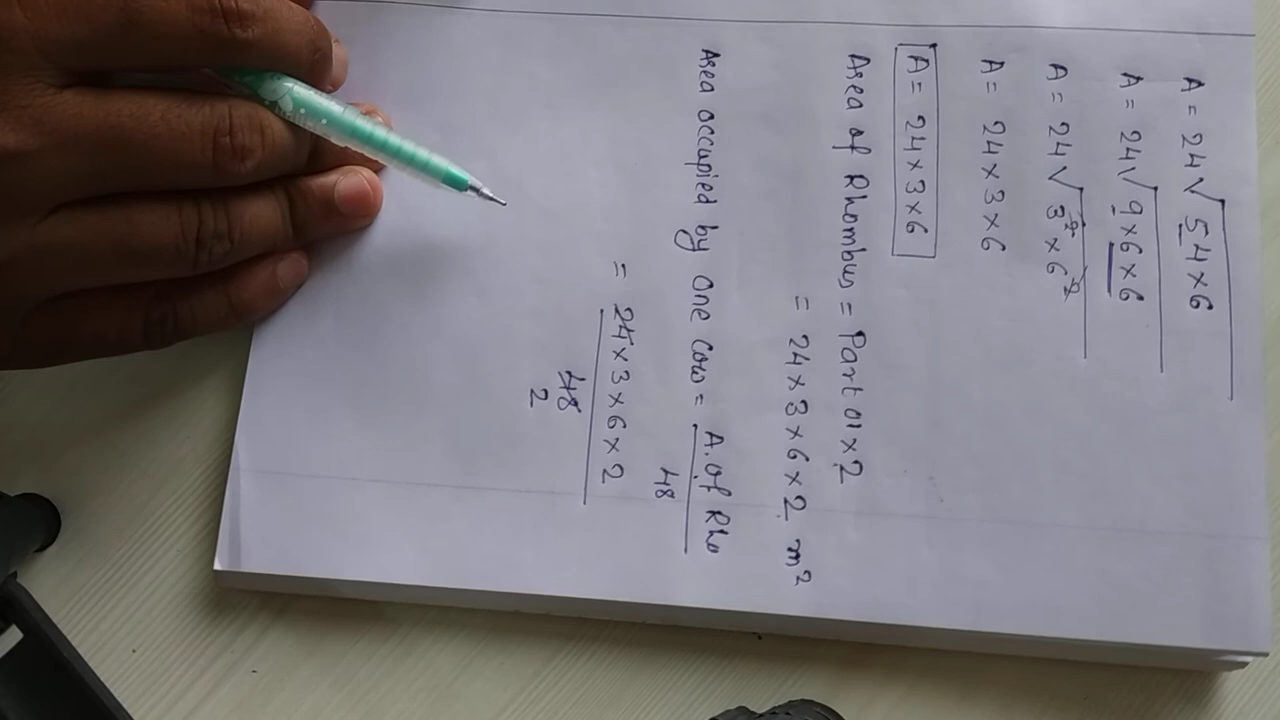 A = 24√54×6
A = 24√9×6×6
A = 24√3²×6²
A = 24×3×6
A = 24×3×6
Area of Rhombus = Part 01×2
= 24×3×6×2 m²
Area occupied by one cow = A. of Rho
48
= 24×3×6×2
48
2